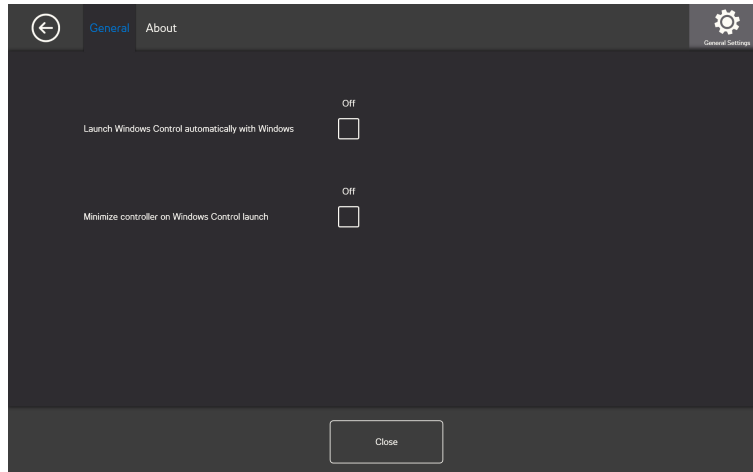 General About
General Settings
Off
Launch Windows Control automatically with Windows
Off
Minimize controller on Windows Control launch
Close